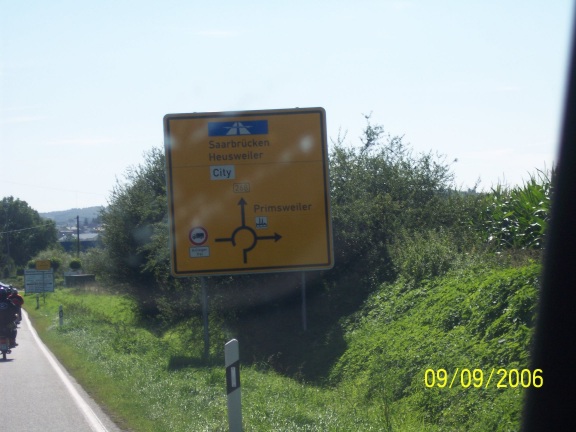 Saarbrücken
Heusweiler
City
Primsweiler
09/09/2006